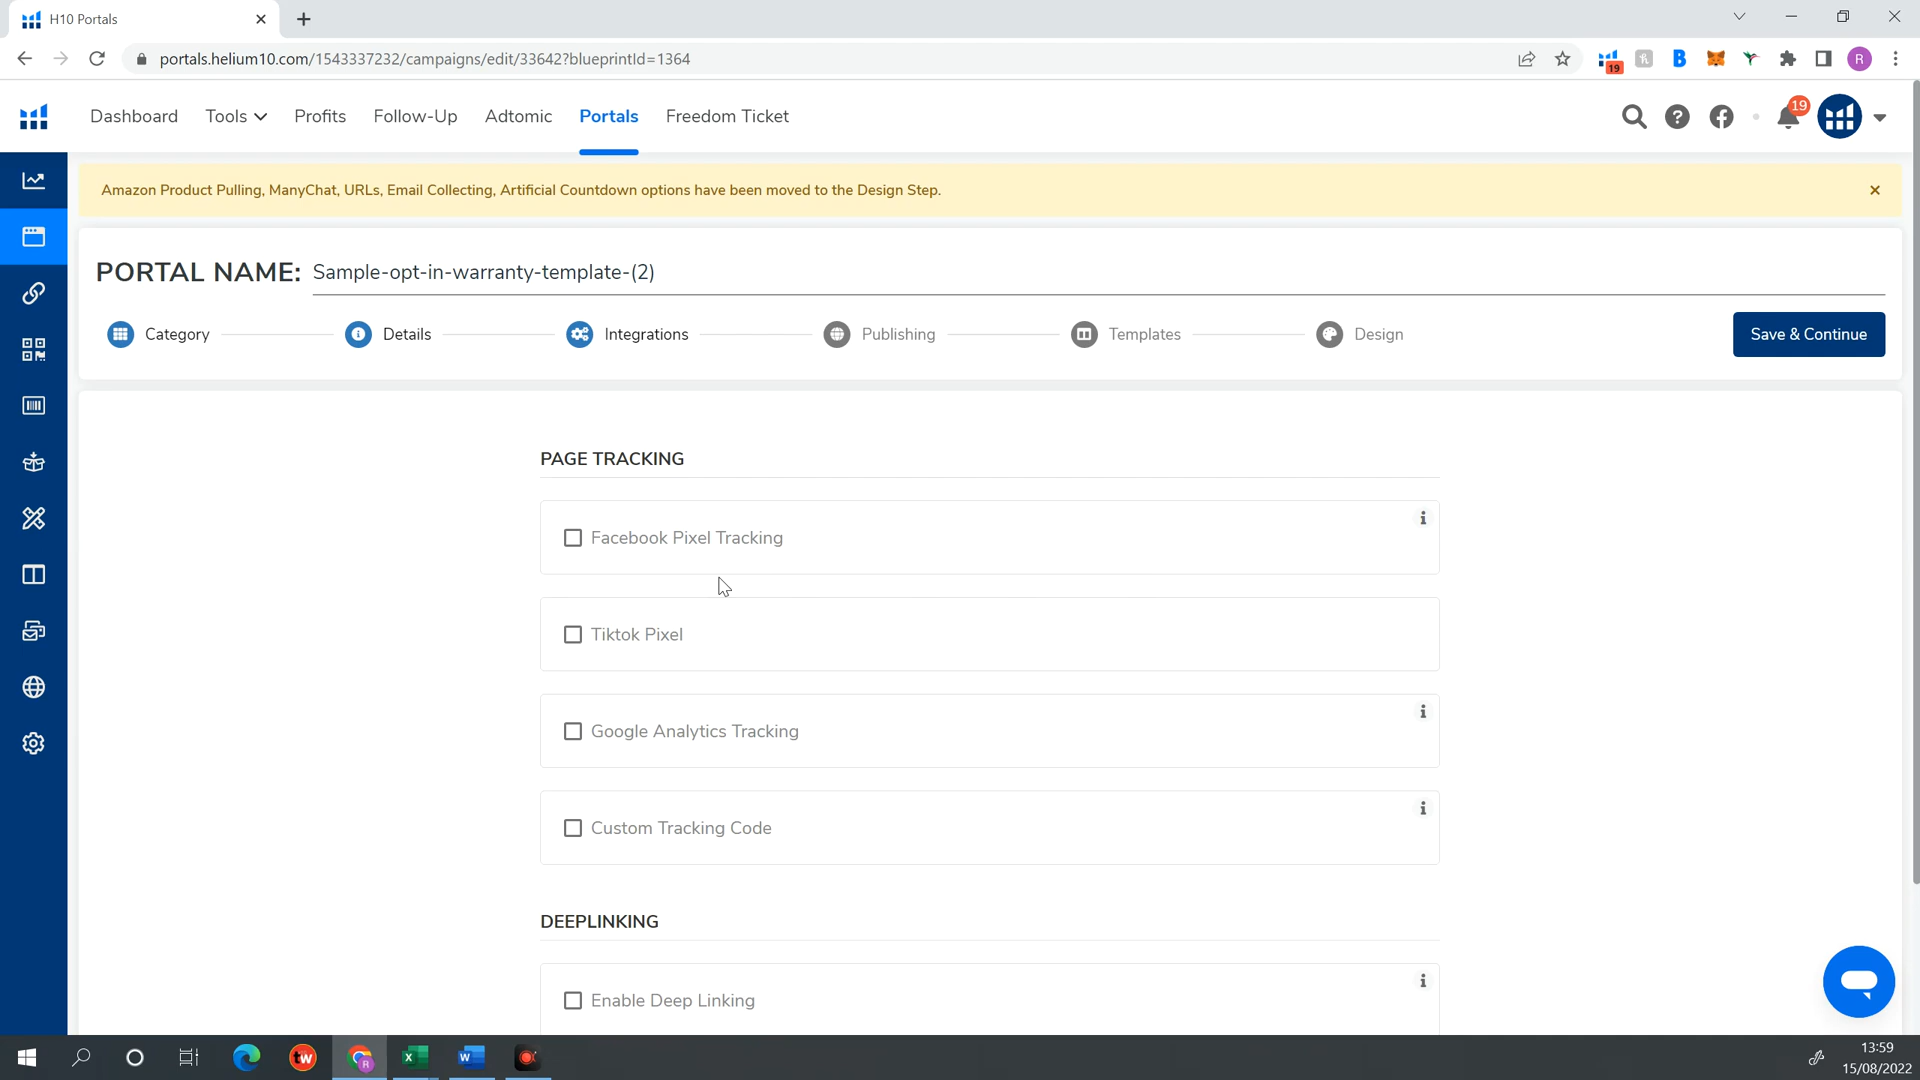 H10 Portals
portals.helium10.com/1543337232/campaigns/edit/33642?blueprintId=1364
19
B
R
Dashboard
Tools
Profits
Follow-Up
Adtomic
Portals
Freedom Ticket
?
19
Amazon Product Pulling, ManyChat, URLs, Email Collecting, Artificial Countdown options have been moved to the Design Step.
PORTAL NAME: Sample-opt-in-warranty-template-(2)
Category
Details
Integrations
Publishing
Templates
Design
Save & Continue
PAGE TRACKING
Facebook Pixel Tracking
Tiktok Pixel
Google Analytics Tracking
Custom Tracking Code
DEEPLINKING
Enable Deep Linking
tw
R
13:59
15/08/2022